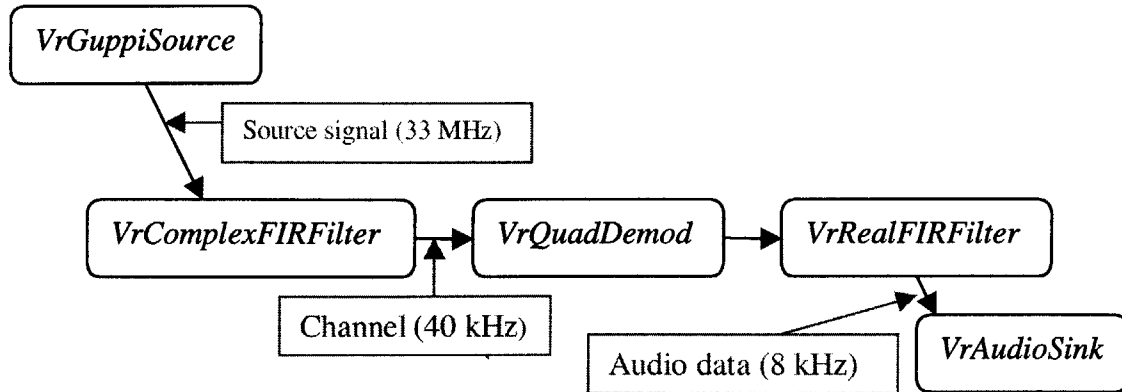 VrGuppiSource
Source signal (33 MHz)
VrComplexFIRFilter
VrQuadDemod
VrRealFIRFilter
Channel (40 kHz)
Audio data (8 kHz)
VrAudioSink